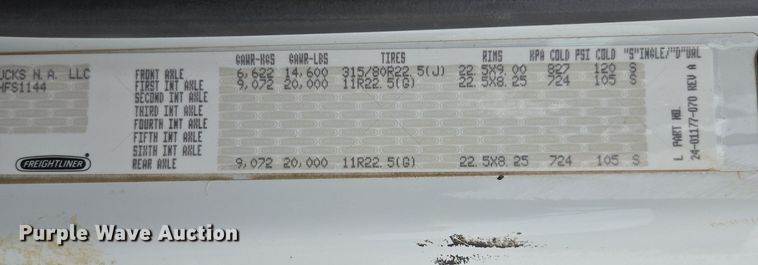 GAWR-KGS GAWR-LBS TIRES RIMS KPA COLD PSI COLD "S"INGLE/"D"UAL
UCKS N.A. LLC
HFS1144
FRONT AXLE 6,622 14,600 315/80R22.5(J) 22.5X9.00 827 120 S
FIRST INT AXLE 9,072 20,000 11R22.5(G) 22.5X8.25 724 105 S
SECOND INT AXLE
THIRD INT AXLE
FOURTH INT AXLE
FIFTH INT AXLE
SIXTH INT AXLE
REAR AXLE 9,072 20,000 11R22.5(G) 22.5X8.25 724 105 S
FREIGHTLINER
L PART NO.
24-01177-070 REV A
Purple Wave Auction